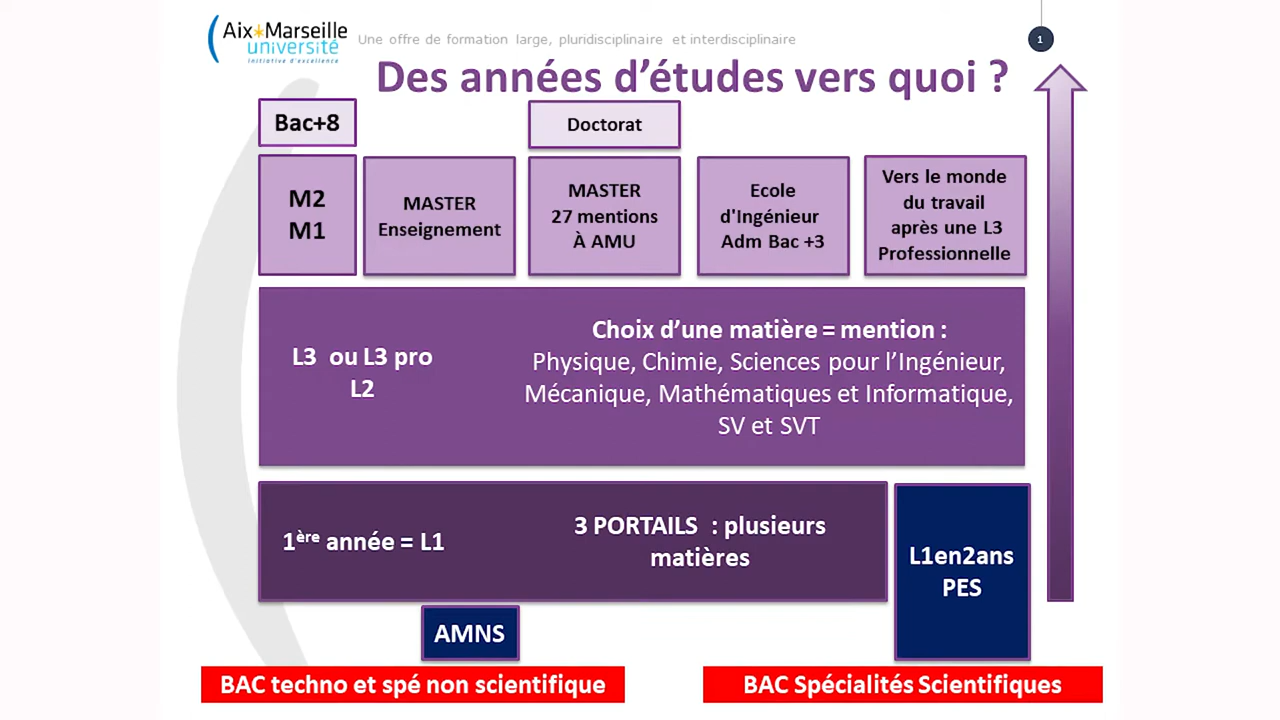 Aix*Marseille
université
Initiative d'excellence
Une offre de formation large, pluridisciplinaire et interdisciplinaire
1
Des années d'études vers quoi ?
Bac+8
Doctorat
M2
M1
MASTER
Enseignement
MASTER
27 mentions
À AMU
Ecole
d'Ingénieur
Adm Bac +3
Vers le monde
du travail
après une L3
Professionnelle
L3 ou L3 pro
L2
Choix d'une matière = mention :
Physique, Chimie, Sciences pour l'Ingénieur,
Mécanique, Mathématiques et Informatique,
SV et SVT
1ère année = L1
3 PORTAILS : plusieurs
matières
L1en2ans
PES
AMNS
BAC techno et spé non scientifique
BAC Spécialités Scientifiques